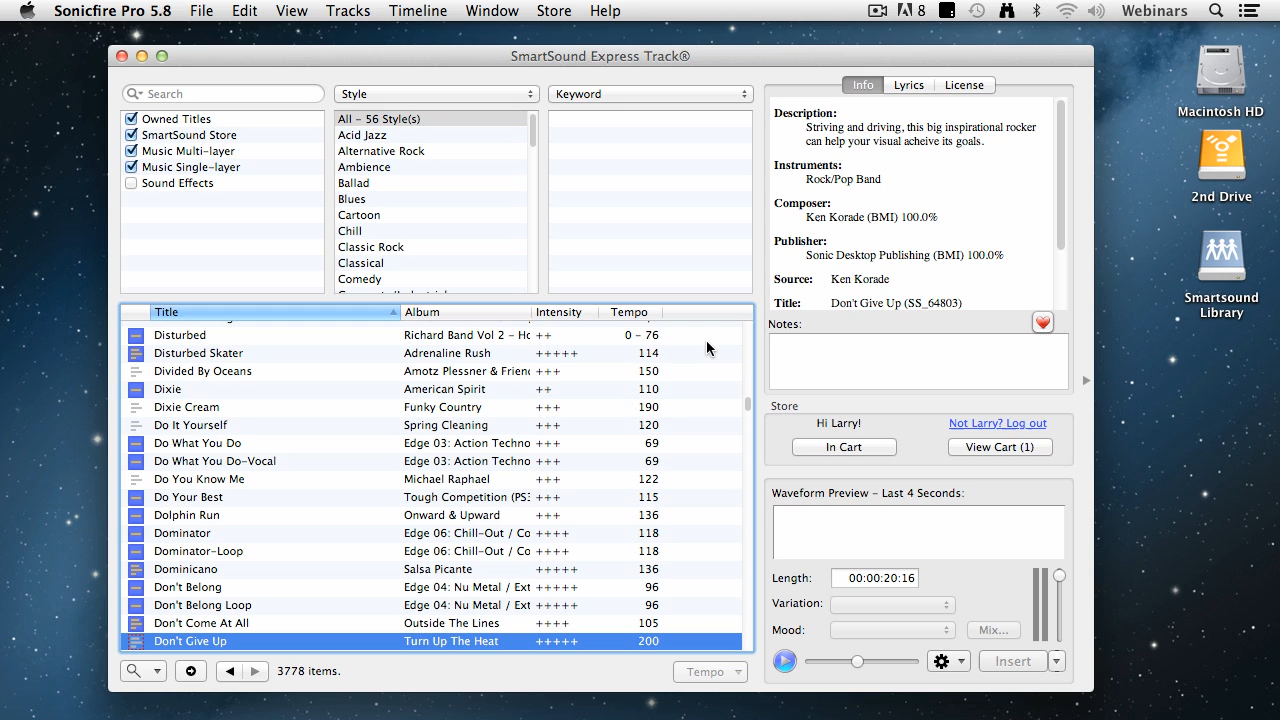 Sonicfire Pro 5.8 File Edit View Tracks Timeline Window Store Help 8 Webinars
SmartSound Express Track®
Search
Owned Titles
SmartSound Store
Music Multi-layer
Music Single-layer
Sound Effects
Style
All – 56 Style(s)
Acid Jazz
Alternative Rock
Ambience
Ballad
Blues
Cartoon
Chill
Classic Rock
Classical
Comedy
Keyword
Title Album Intensity Tempo
Disturbed Richard Band Vol 2 – Ho ++ 0 – 76
Disturbed Skater Adrenaline Rush +++++ 114
Divided By Oceans Amotz Plessner & Friend +++ 150
Dixie American Spirit ++ 110
Dixie Cream Funky Country +++ 190
Do It Yourself Spring Cleaning +++ 120
Do What You Do Edge 03: Action Techno +++ 69
Do What You Do-Vocal Edge 03: Action Techno +++ 69
Do You Know Me Michael Raphael +++ 122
Do Your Best Tough Competition (PS3 +++ 115
Dolphin Run Onward & Upward +++ 136
Dominator Edge 06: Chill-Out / Co ++++ 118
Dominator-Loop Edge 06: Chill-Out / Co ++++ 118
Dominicano Salsa Picante +++++ 136
Don't Belong Edge 04: Nu Metal / Ext +++++ 96
Don't Belong Loop Edge 04: Nu Metal / Ext +++++ 96
Don't Come At All Outside The Lines ++++ 105
Don't Give Up Turn Up The Heat +++++ 200
3778 items.
Tempo
Info Lyrics License
Description:
Striving and driving, this big inspirational rocker
can help your visual acheive its goals.
Instruments:
Rock/Pop Band
Composer:
Ken Korade (BMI) 100.0%
Publisher:
Sonic Desktop Publishing (BMI) 100.0%
Source: Ken Korade
Title: Don't Give Up (SS_64803)
Notes:
Store
Hi Larry! Not Larry? Log out
In Cart View Cart (1)
Waveform Preview – Last 4 Seconds:
Length: 00:00:20:16
Variation:
Mood: Mix...
Insert
Macintosh HD
2nd Drive
Smartsound
Library